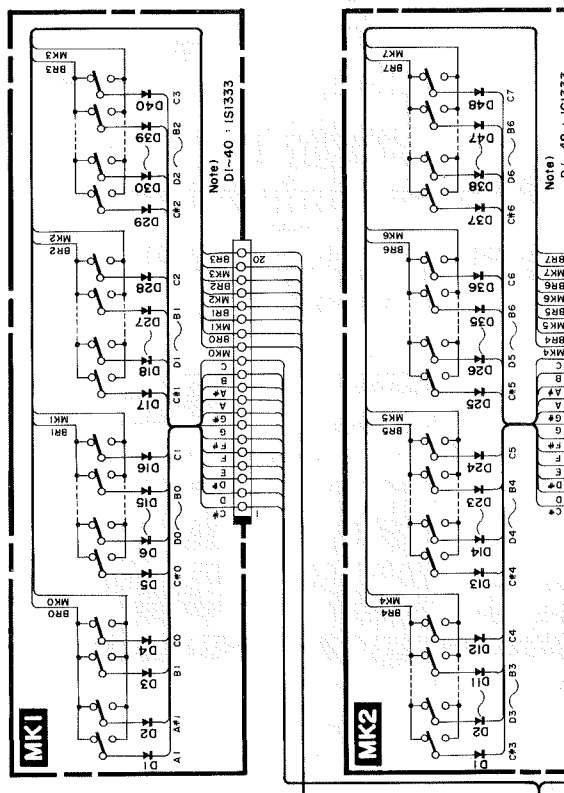 MK1
MK3
BR3
D40
C3
D39
B2
D30
D2
D29
C#2
MK2
BR2
D28
C2
D27
B1
D18
D1
D17
C#1
MK1
BR1
D16
C1
D15
B0
D6
D0
D5
C#0
MK0
BR0
D4
C0
D3
B1
D2
A#1
D1
A1
Note)
D1~40 : 1S1333
BR3
MK3
BR2
MK2
BR1
MK1
BR0
MK0
C
B
A#
A
G#
G
F#
F
E
D#
D
C#
20
1
MK2
MK7
BR7
D48
C7
D47
B6
D38
D6
D37
C#6
MK6
BR6
D36
C6
D35
B6
D26
D5
D25
C#5
MK5
BR5
D24
C5
D23
B4
D14
D4
D13
C#4
MK4
BR4
D12
C4
D11
B3
D2
D3
D1
C#3
Note)
BR7
MK7
BR6
MK6
BR5
MK5
BR4
MK4
C
B
A#
A
G#
G
F#
F
E
D#
D
C#